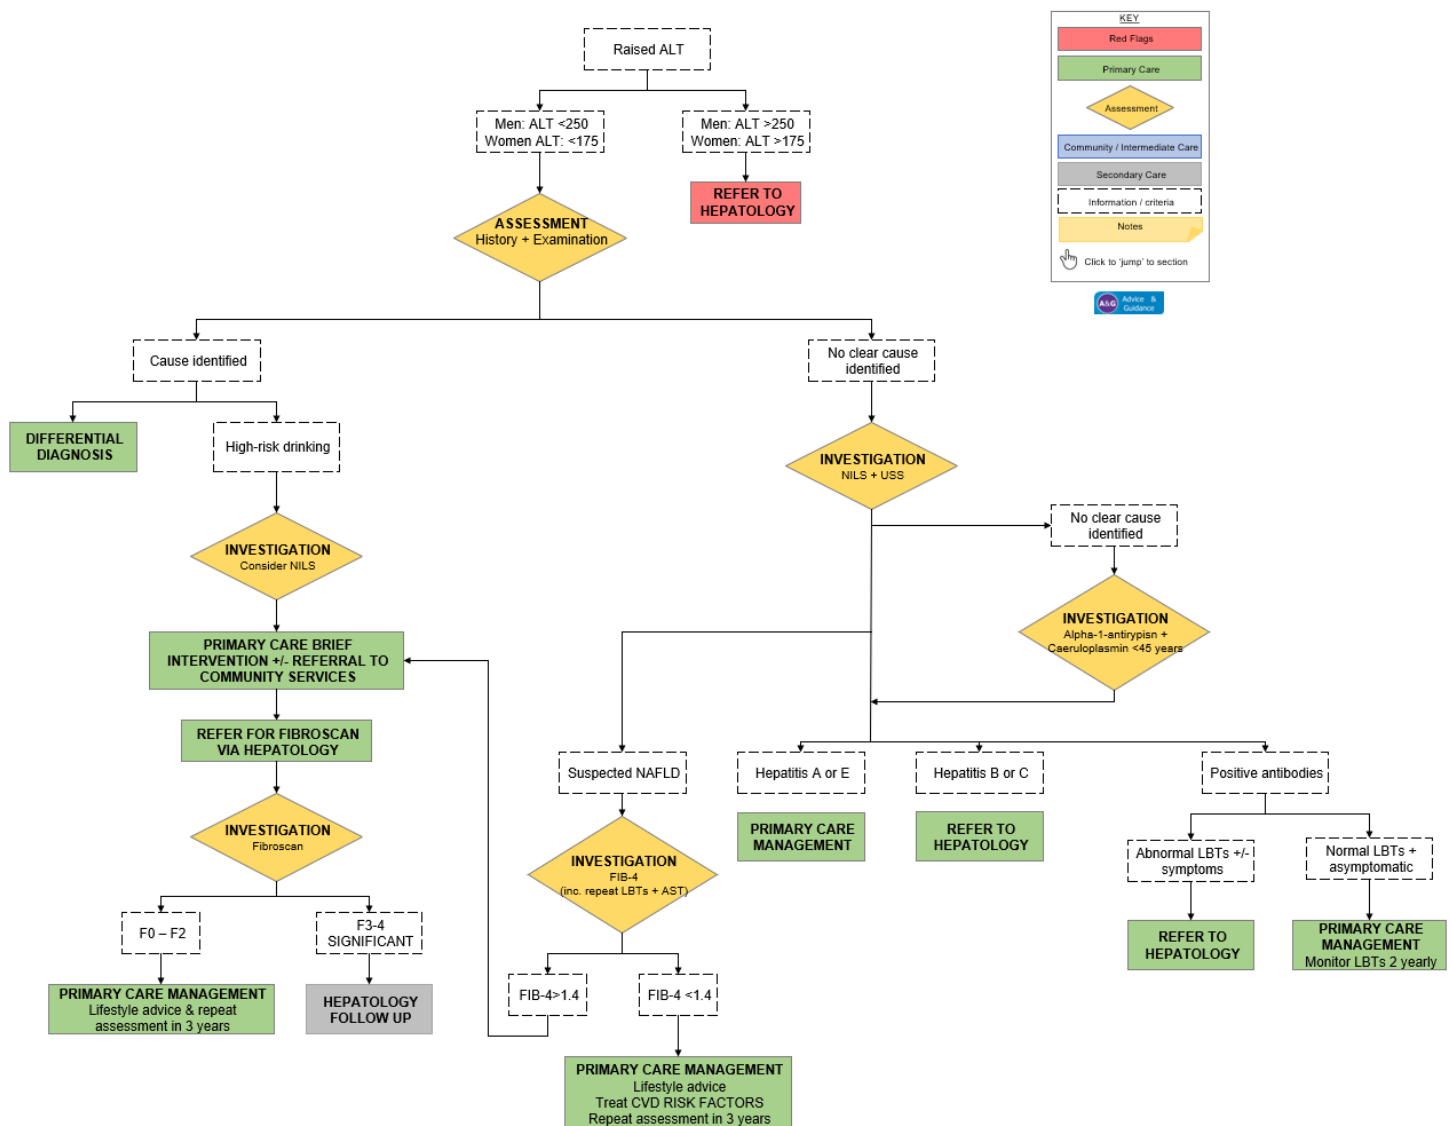 Raised ALT
Men: ALT <250
Women ALT: <175
Men: ALT >250
Women: ALT >175
REFER TO
HEPATOLOGY
ASSESSMENT
History + Examination
KEY
Red Flags
Primary Care
Assessment
Community / Intermediate Care
Secondary Care
Information / criteria
Notes
Click to 'jump' to section
A&G
Advice &
Guidance
Cause identified
No clear cause
identified
DIFFERENTIAL
DIAGNOSIS
High-risk drinking
INVESTIGATION
Consider NILS
PRIMARY CARE BRIEF
INTERVENTION +/- REFERRAL TO
COMMUNITY SERVICES
REFER FOR FIBROSCAN
VIA HEPATOLOGY
INVESTIGATION
Fibroscan
F0 – F2
F3-4
SIGNIFICANT
PRIMARY CARE MANAGEMENT
Lifestyle advice & repeat
assessment in 3 years
HEPATOLOGY
FOLLOW UP
INVESTIGATION
NILS + USS
No clear cause
identified
INVESTIGATION
Alpha-1-antirypisn +
Caeruloplasmin <45 years
Suspected NAFLD
Hepatitis A or E
Hepatitis B or C
Positive antibodies
INVESTIGATION
FIB-4
(inc. repeat LBTs + AST)
FIB-4>1.4
FIB-4 <1.4
PRIMARY CARE MANAGEMENT
Lifestyle advice
Treat CVD RISK FACTORS
Repeat assessment in 3 years
PRIMARY CARE
MANAGEMENT
REFER TO
HEPATOLOGY
Abnormal LBTs +/-
symptoms
Normal LBTs +
asymptomatic
REFER TO
HEPATOLOGY
PRIMARY CARE
MANAGEMENT
Monitor LBTs 2 yearly